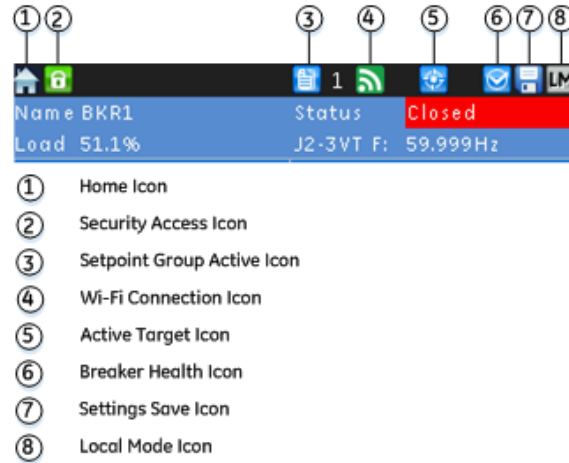 ① ② ③ ④ ⑤ ⑥ ⑦ ⑧
1 LM
Name BKR1 Status Closed
Load 51.1% J2-3VT F: 59.999Hz
① Home Icon
② Security Access Icon
③ Setpoint Group Active Icon
④ Wi-Fi Connection Icon
⑤ Active Target Icon
⑥ Breaker Health Icon
⑦ Settings Save Icon
⑧ Local Mode Icon